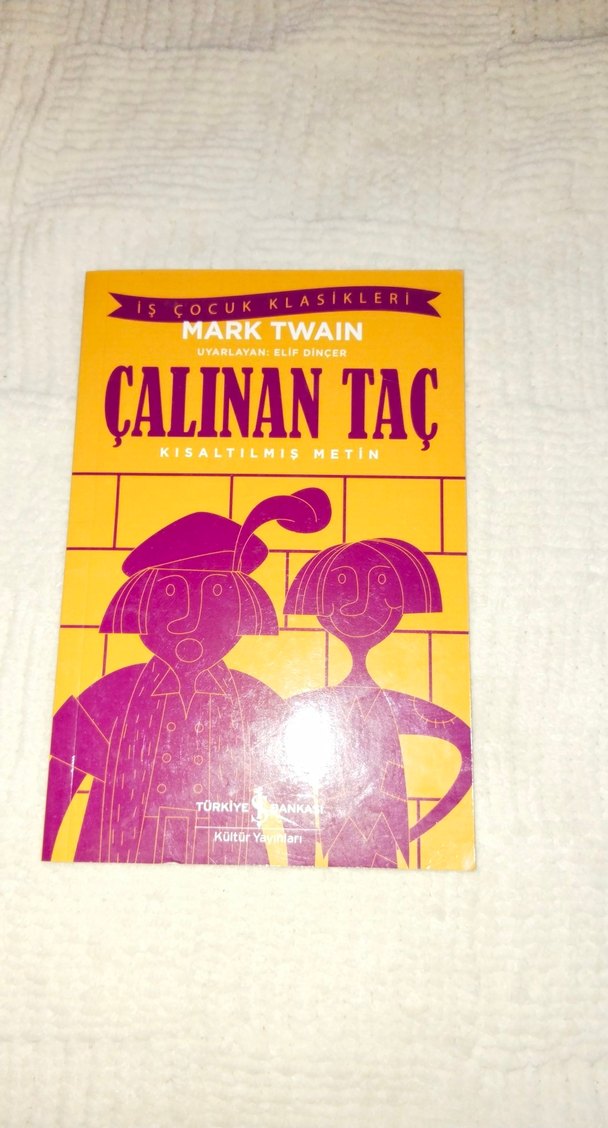 İŞ ÇOCUK KLASİKLERİ
MARK TWAIN
UYARLAYAN: ELİF DİNÇER
ÇALINAN TAÇ
KISALTILMIŞ METİN
TÜRKİYE İŞ BANKASI
Kültür Yayınları